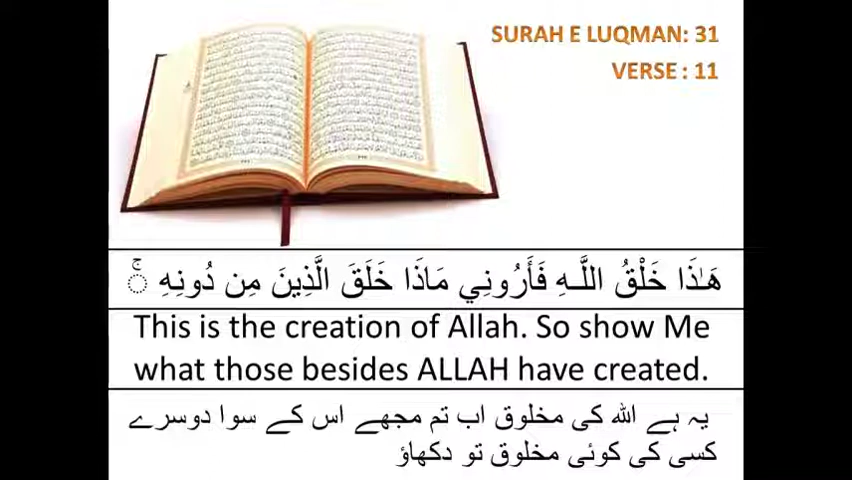 SURAH E LUQMAN: 31
VERSE : 11
هَـٰذَا خَلْقُ اللَّـهِ فَأَرُونِي مَاذَا خَلَقَ الَّذِينَ مِن دُونِهِ ۚ
This is the creation of Allah. So show Me
what those besides ALLAH have created.
یہ ہے اللہ کی مخلوق اب تم مجھے اس کے سوا دوسرے
کسی کی کوئی مخلوق تو دکھاؤ